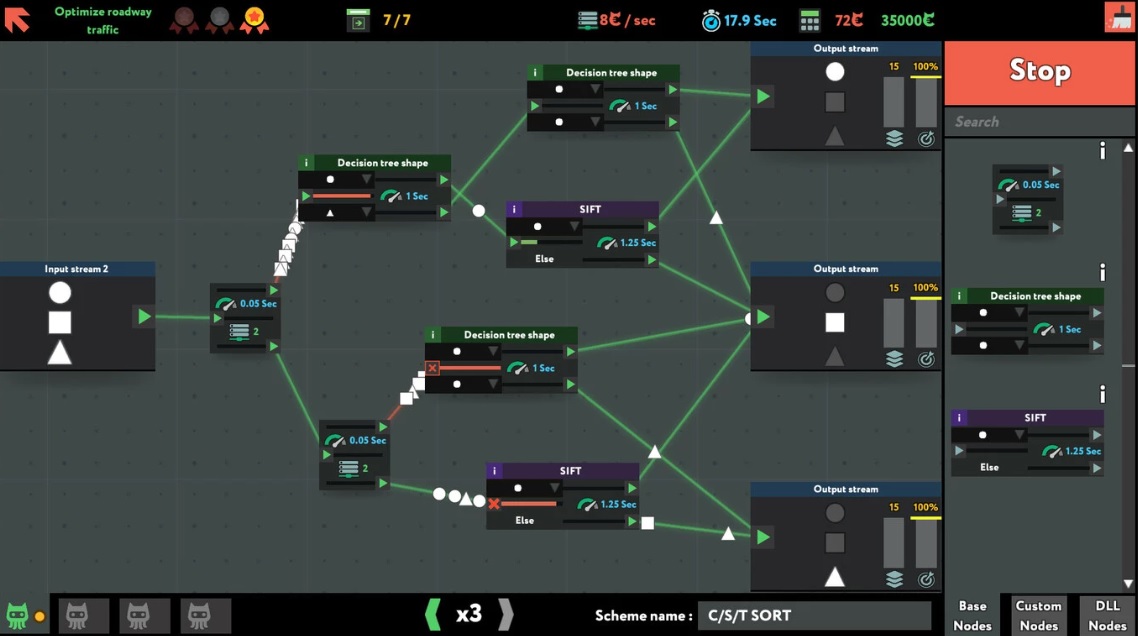 Optimize roadway
traffic
7/7
8₾ / sec
17.9 Sec
72₾
35000₾
Stop
Search
i
0.05 Sec
2
i
i Decision tree shape
1 Sec
i
i SIFT
1.25 Sec
Else
Base
Nodes
Custom
Nodes
DLL
Nodes
Output stream
15 100%
i Decision tree shape
1 Sec
i Decision tree shape
1 Sec
i SIFT
1.25 Sec
Else
Input stream 2
0.05 Sec
2
Output stream
15 100%
i Decision tree shape
1 Sec
0.05 Sec
2
i SIFT
1.25 Sec
Else
Output stream
15 100%
x3
Scheme name : C/S/T SORT